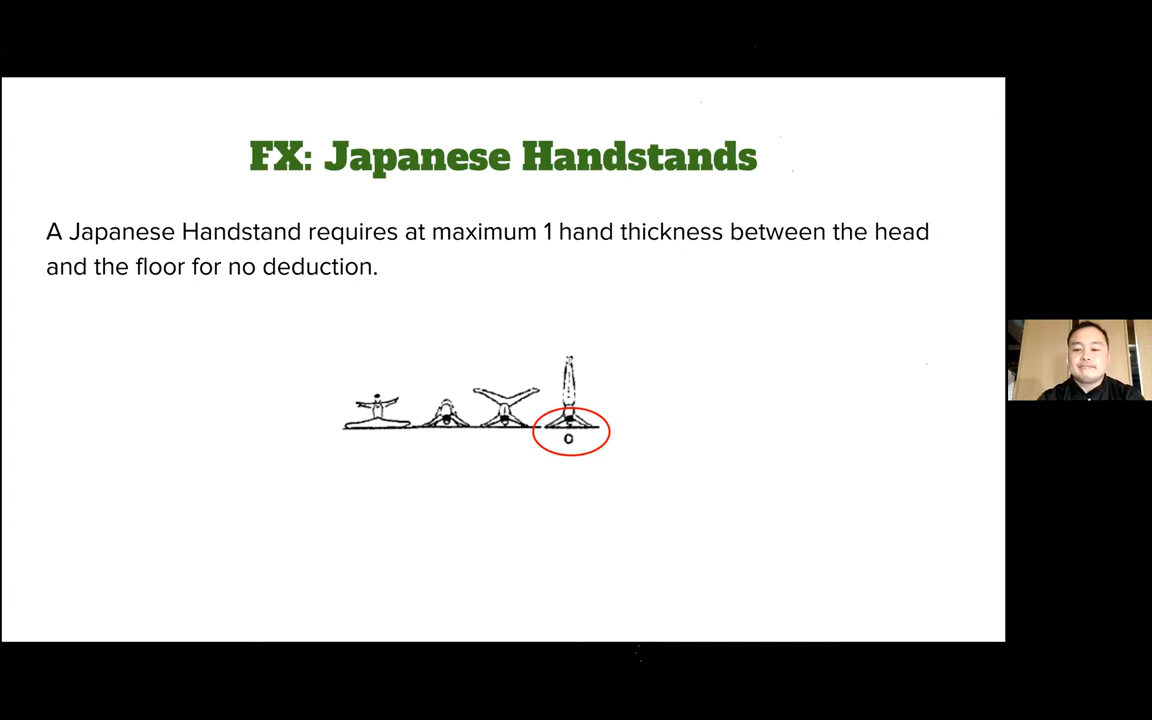 FX: Japanese Handstands
A Japanese Handstand requires at maximum 1 hand thickness between the head
and the floor for no deduction.